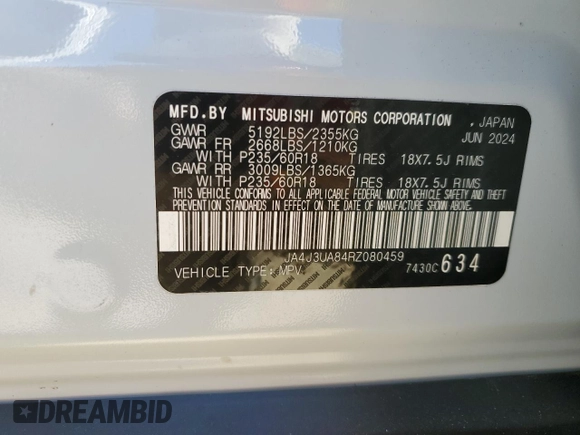 MFD.BY MITSUBISHI MOTORS CORPORATION . JAPAN
GVWR 5192LBS/2355KG JUN 2024
GAWR FR 2668LBS/1210KG
WITH P235/60R18 TIRES 18X7.5J RIMS
GAWR RR 3009LBS/1365KG
WITH P235/60R18 TIRES 18X7.5J RIMS
THIS VEHICLE CONFORMS TO ALL APPLICABLE FEDERAL MOTOR VEHICLE SAFETY, BUMPER, AND THEFT
PREVENTION STANDARDS IN EFFECT ON THE DATE OF MANUFACTURE SHOWN ABOVE.
JA4J3UA84RZ080459
VEHICLE TYPE: MPV 7430C 634
DREAMBID